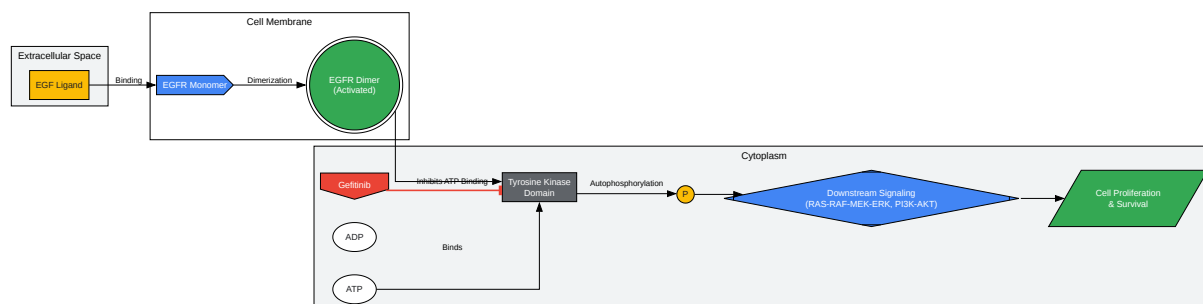 Cell Membrane
Extracellular Space
EGF Ligand
Binding
EGFR Monomer
Dimerization
EGFR Dimer
(Activated)
Cytoplasm
Gefitinib
Inhibits ATP Binding
Tyrosine Kinase
Domain
Autophosphorylation
P
Downstream Signaling
(RAS-RAF-MEK-ERK, PI3K-AKT)
Cell Proliferation
& Survival
ADP
Binds
ATP